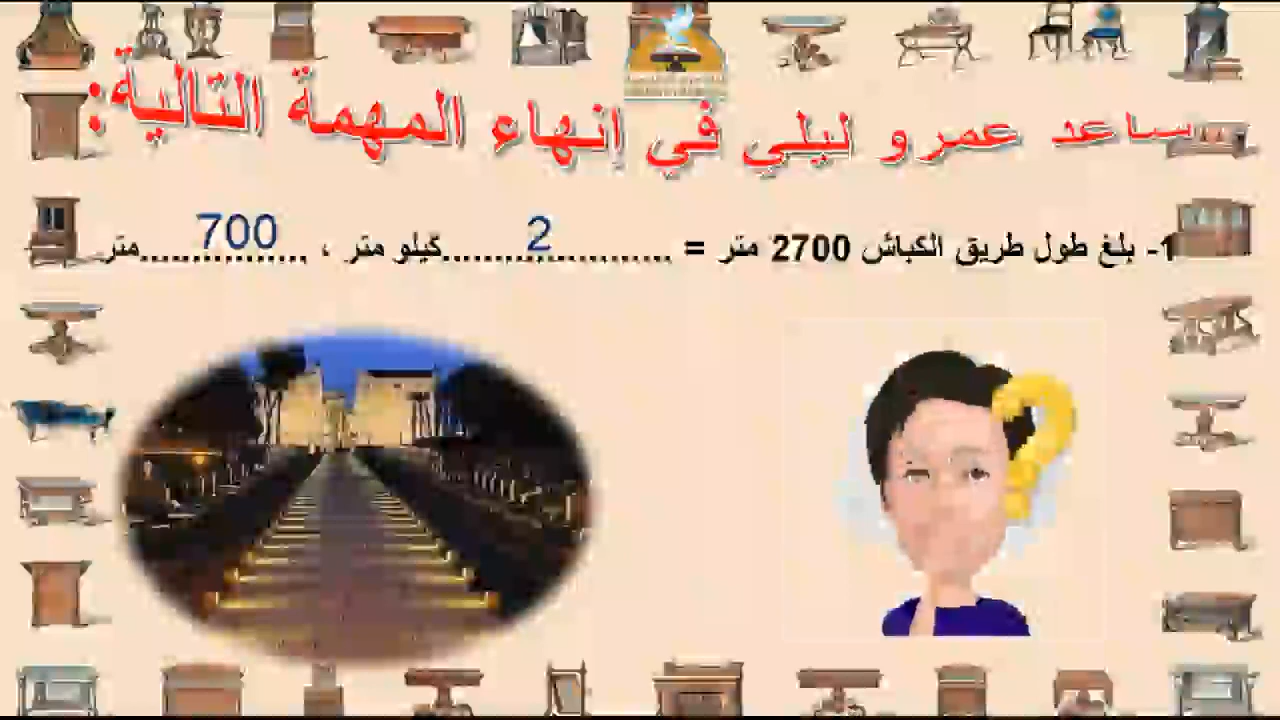 ساعد عمرو ليلي في إنهاء المهمة التالية:
1- بلغ طول طريق الكباش 2700 متر = ......2......كيلو متر ، ......700......متر